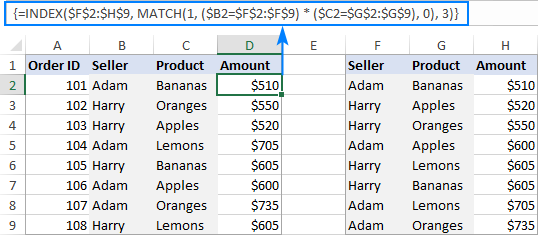 {=INDEX($F$2:$H$9, MATCH(1, ($B2=$F$2:$F$9) * ($C2=$G$2:$G$9), 0), 3)}
A B C D E F G H
1 Order ID Seller Product Amount Seller Product Amount
2 101 Adam Bananas $510 Adam Bananas $510
3 102 Harry Oranges $550 Harry Apples $520
4 103 Harry Apples $520 Harry Oranges $550
5 104 Adam Lemons $705 Adam Apples $600
6 105 Harry Bananas $605 Harry Lemons $605
7 106 Adam Apples $600 Harry Bananas $605
8 107 Adam Oranges $735 Adam Lemons $705
9 108 Harry Lemons $605 Adam Oranges $735